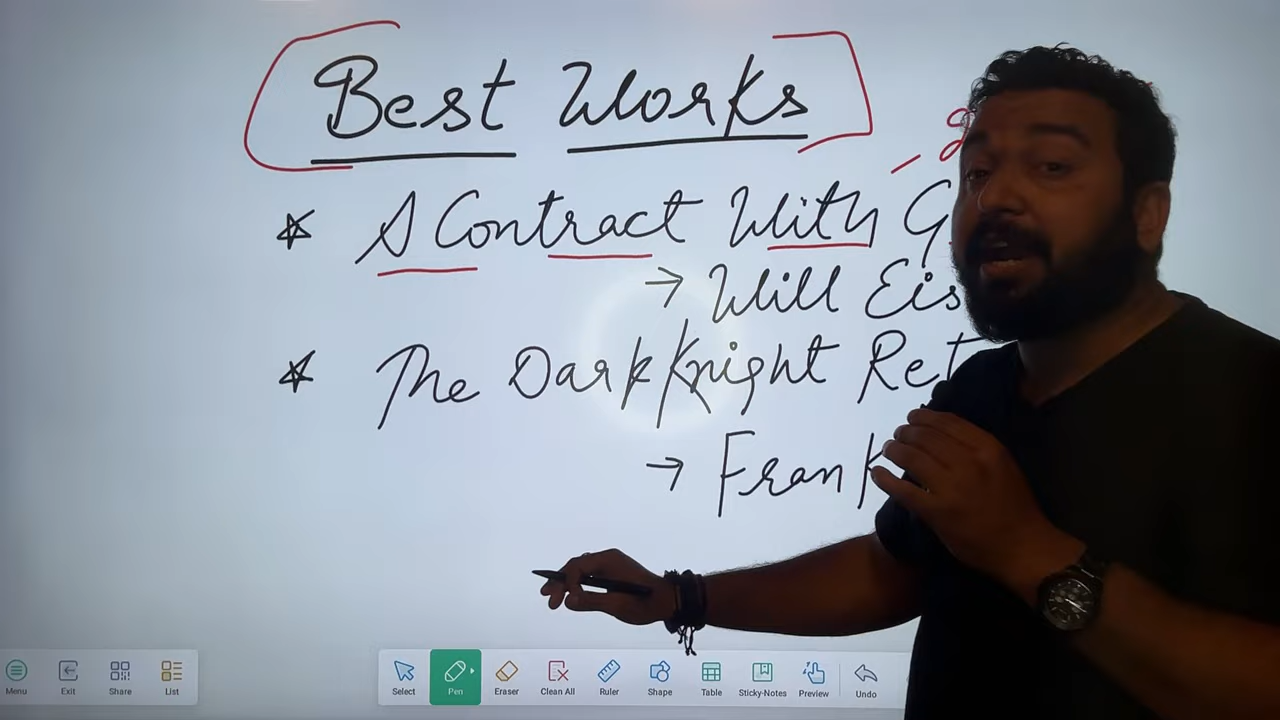 Best Works
A Contract With G
→ Will Eis
The Dark Knight Ret
→ Frank
Menu Exit Share List Select Pen Eraser Clean All Ruler Shape Table Sticky-Notes Preview Undo